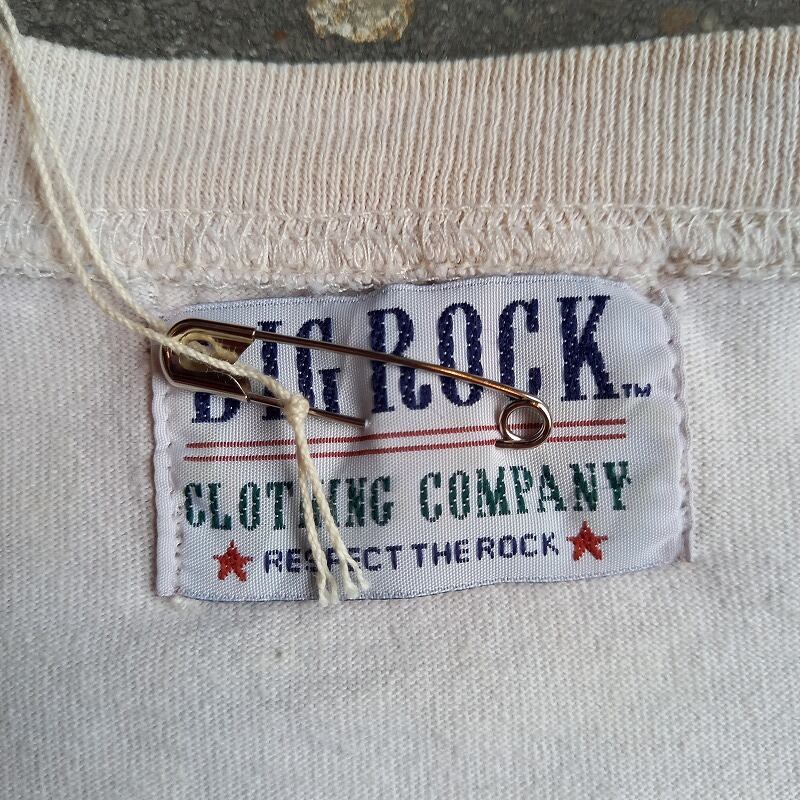 BIG ROCK™
CLOTHING COMPANY
★ RESPECT THE ROCK ★